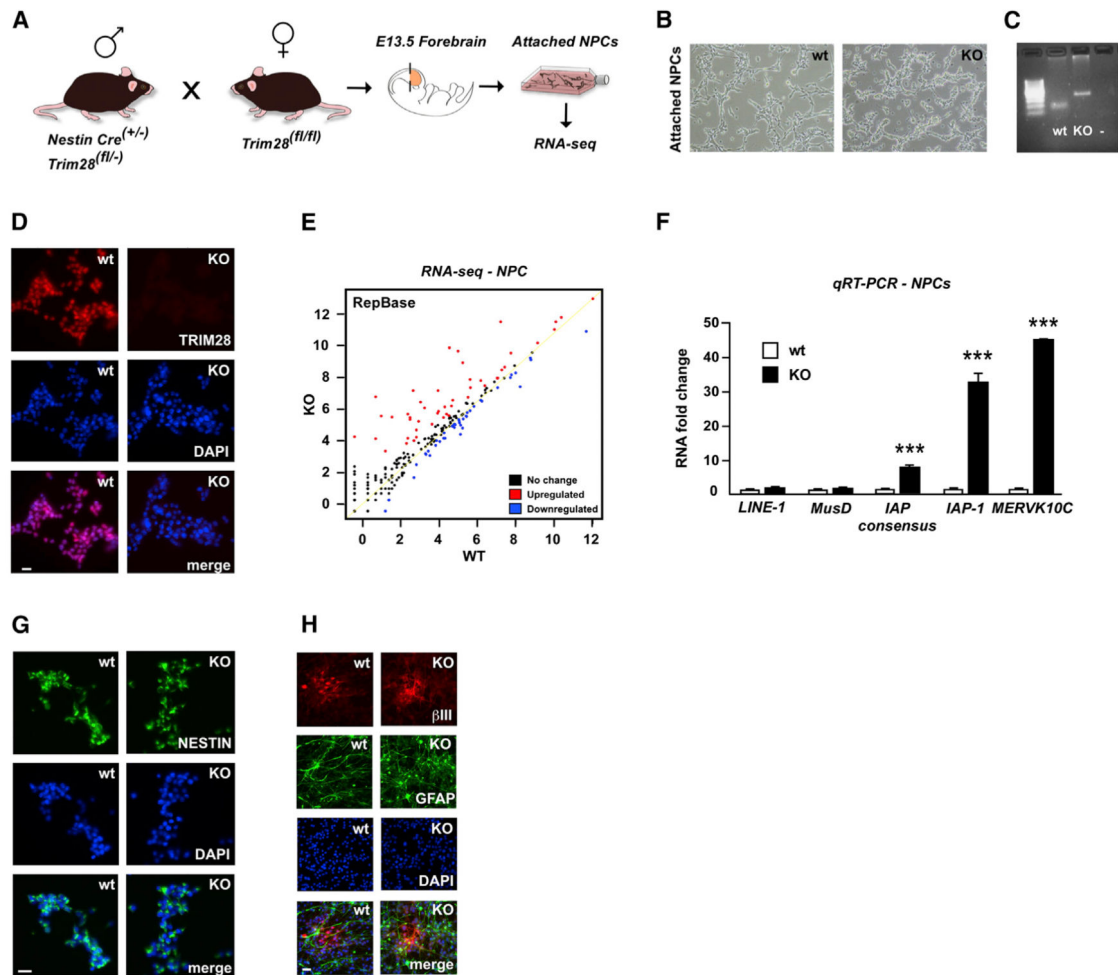 A
♂
♀
X
Nestin Cre(+/-)
Trim28(fl/-)
Trim28(fl/fl)
E13.5 Forebrain
Attached NPCs
RNA-seq
B
Attached NPCs
wt
KO
C
wt KO -
D
wt
KO
TRIM28
wt
KO
DAPI
wt
KO
merge
E
RNA-seq - NPC
RepBase
KO
12
10
8
6
4
2
0
No change
Upregulated
Downregulated
0 2 4 6 8 10 12
WT
F
qRT-PCR - NPCs
RNA fold change
50
40
30
20
10
0
wt
KO
***
***
***
LINE-1 MusD IAP consensus IAP-1 MERVK10C
G
wt
KO
NESTIN
wt
KO
DAPI
wt
KO
merge
H
wt
KO
βIII
wt
KO
GFAP
wt
KO
DAPI
wt
KO
merge